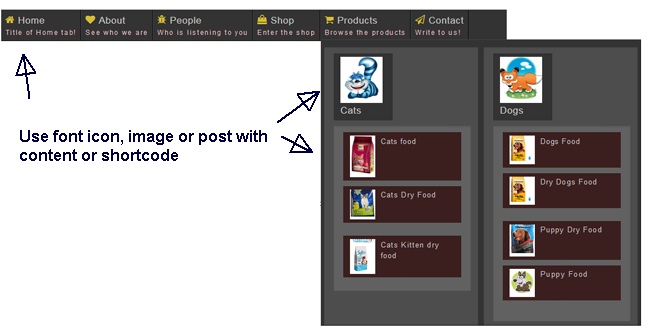 Home
Title of Home tab!
About
See who we are
People
Who is listening to you
Shop
Enter the shop
Products
Browse the products
Contact
Write to us!
Use font icon, image or post with
content or shortcode
Cats
Cats food
Cats Dry Food
Cats Kitten dry
food
Dogs
Dogs Food
Dry Dogs Food
Puppy Dry Food
Puppy Food